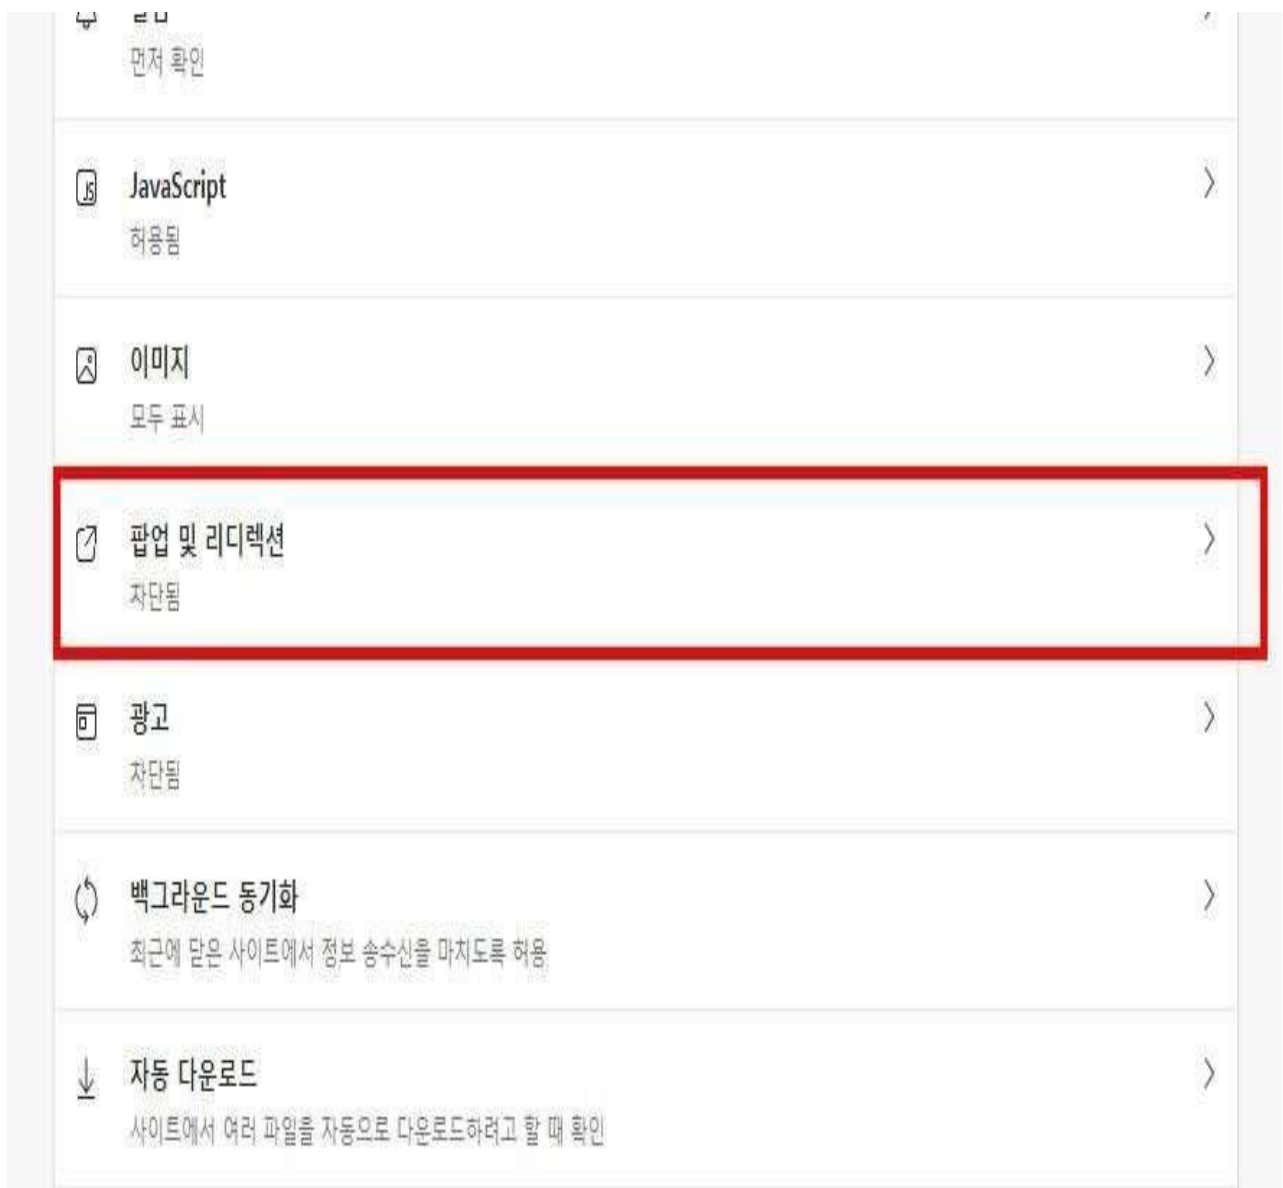 먼저 확인
JavaScript
허용됨
이미지
모두 표시
팝업 및 리디렉션
차단됨
광고
차단됨
백그라운드 동기화
최근에 닫은 사이트에서 정보 송수신을 마치도록 허용
자동 다운로드
사이트에서 여러 파일을 자동으로 다운로드하려고 할 때 확인